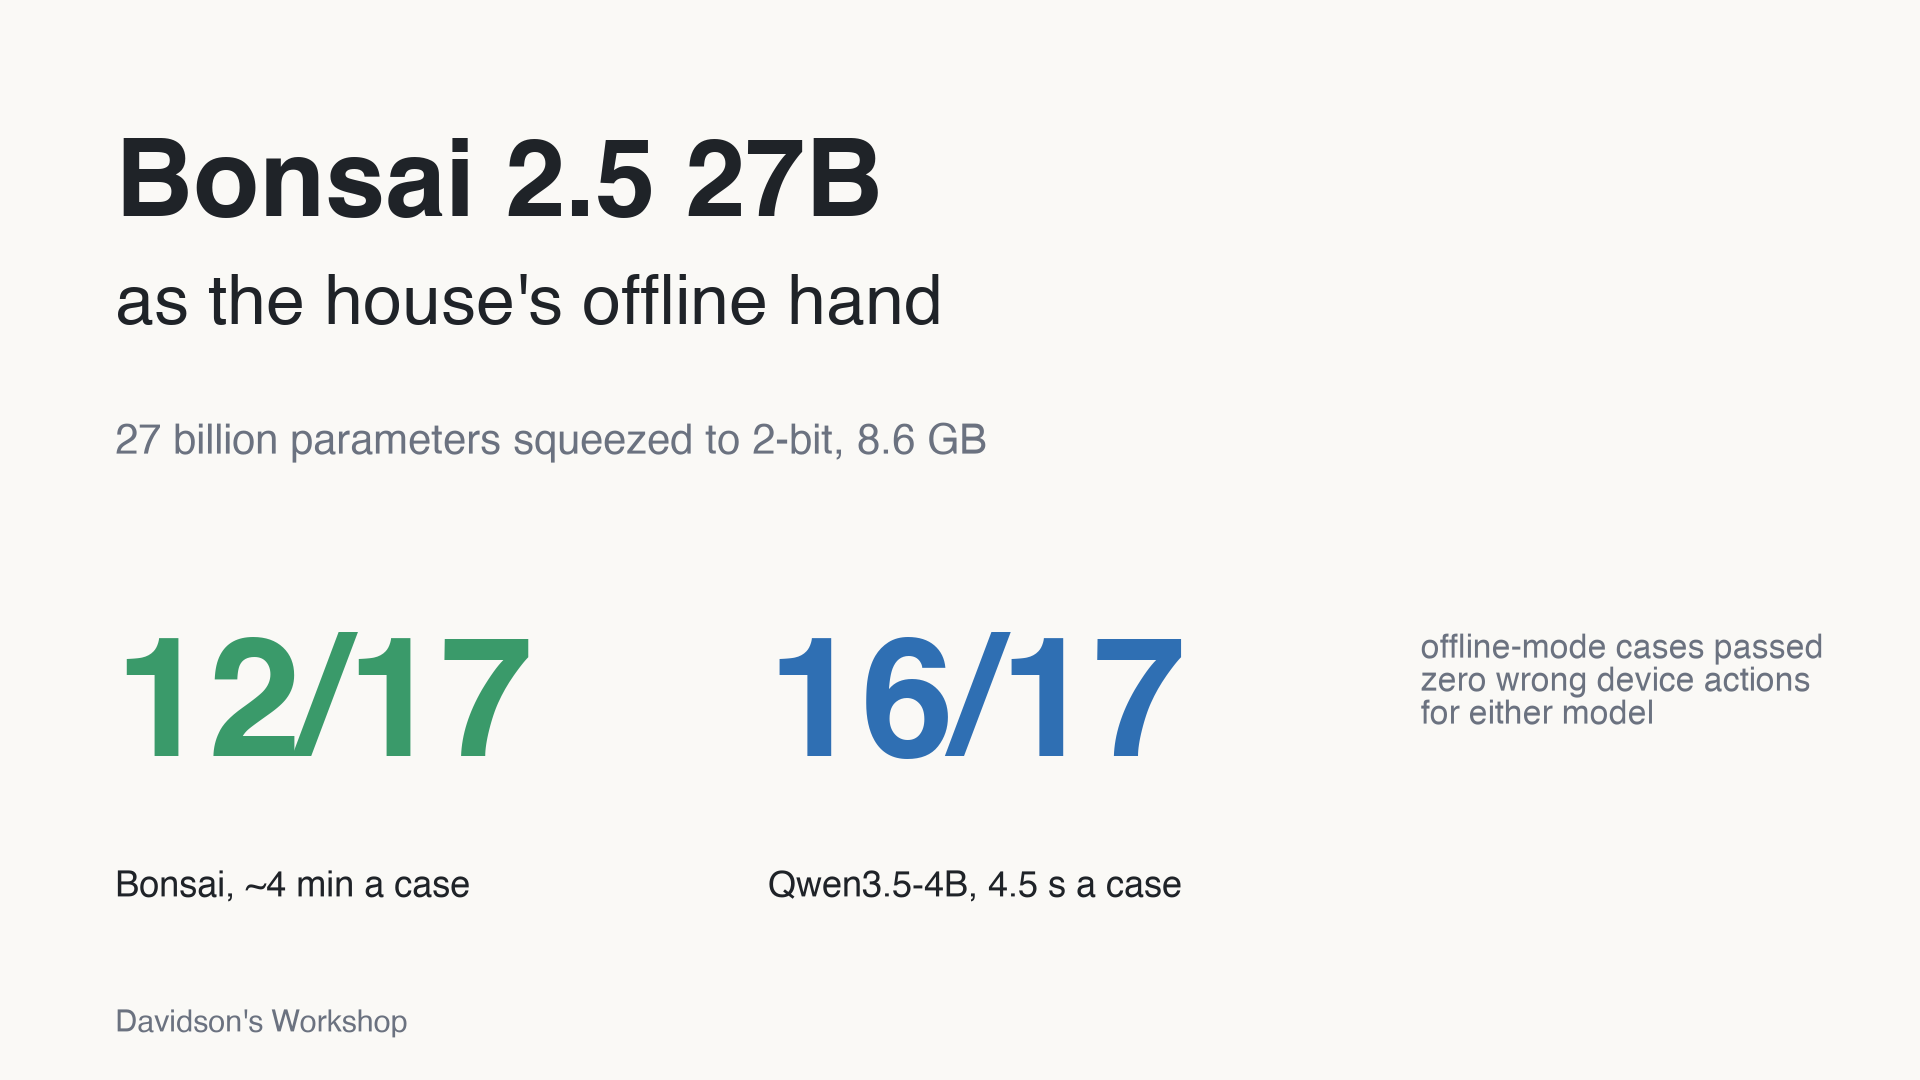 Bonsai 2.5 27B
as the house's offline hand
27 billion parameters squeezed to 2-bit, 8.6 GB
12/17
Bonsai, ~4 min a case
16/17
Qwen3.5-4B, 4.5 s a case
offline-mode cases passed
zero wrong device actions
for either model
Davidson's Workshop